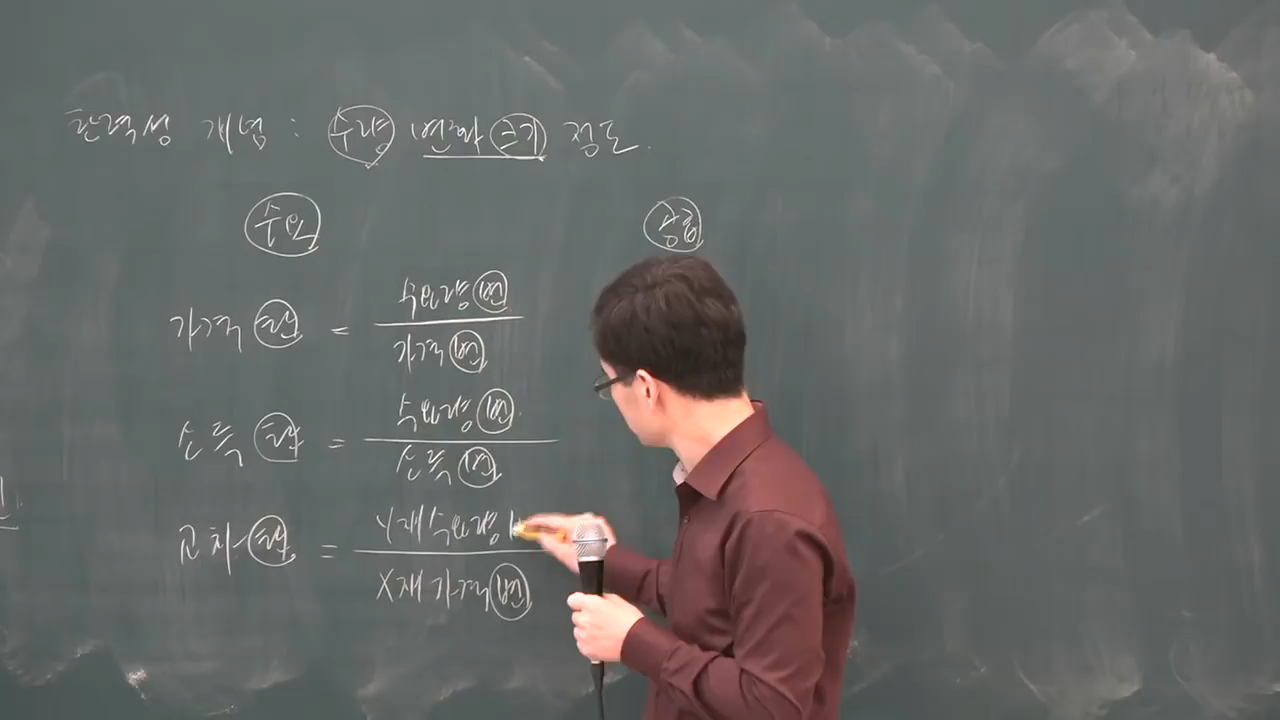 탄력성 개념 : 수량 변화 크기 정도.
수요
공급
가격 탄 = 수요량 변 / 가격 변
소득 탄 = 수요량 변 / 소득 변
교차 탄 = Y재 수요량 / X재 가격 변